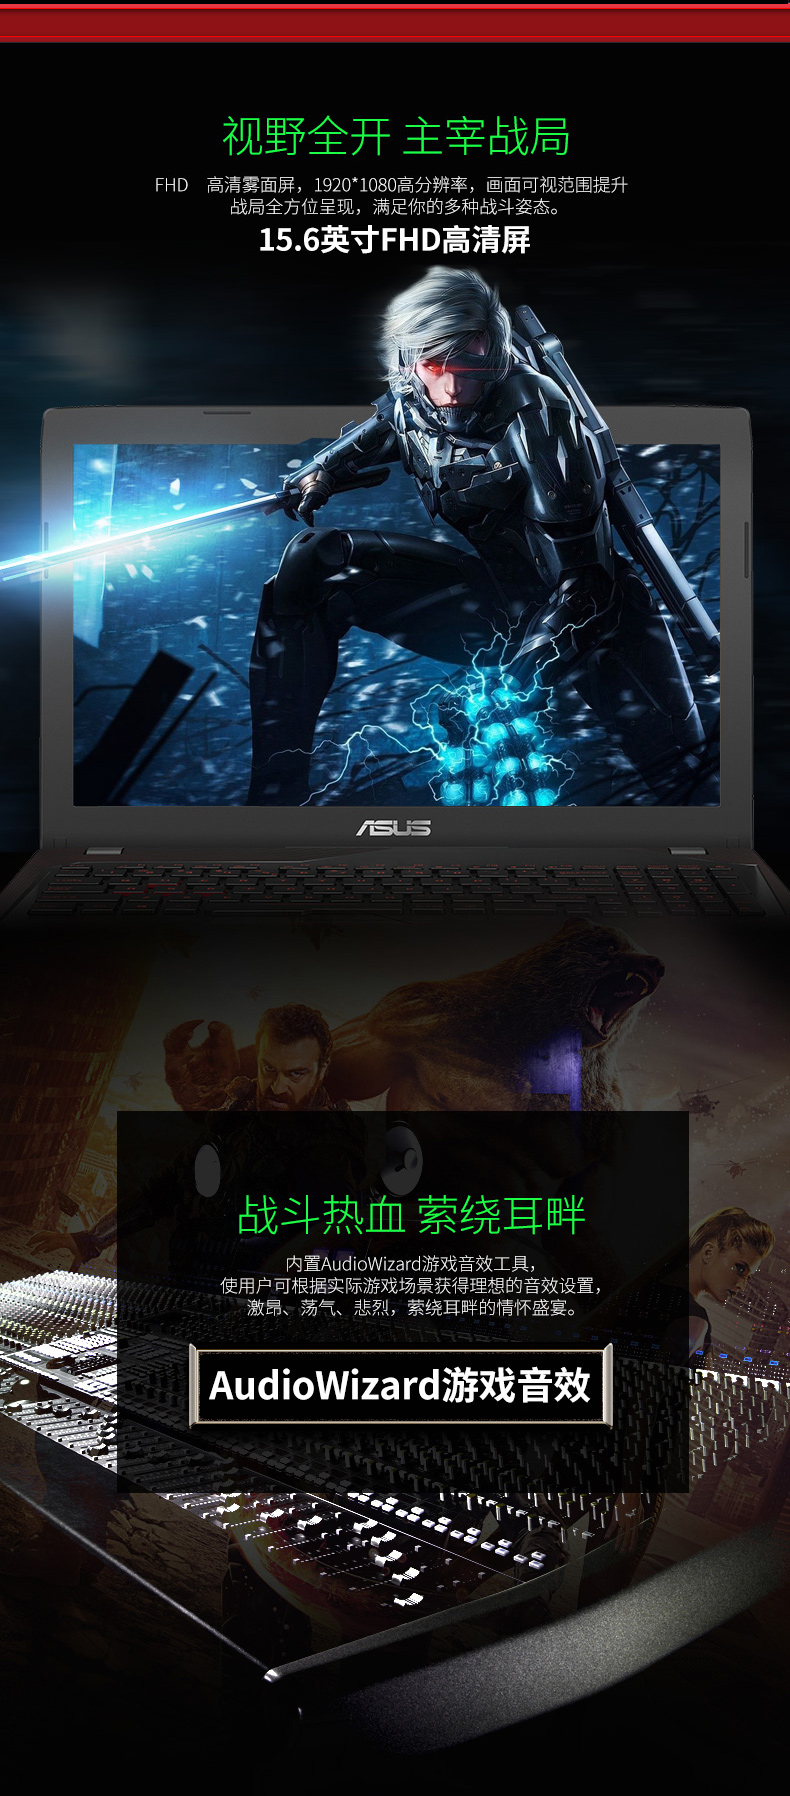 视野全开 主宰战局
FHD 高清雾面屏，1920*1080高分辨率，画面可视范围提升
战局全方位呈现，满足你的多种战斗姿态。
15.6英寸FHD高清屏
ASUS
战斗热血 萦绕耳畔
内置AudioWizard游戏音效工具，
使用户可根据实际游戏场景获得理想的音效设置，
激昂、荡气、悲烈，萦绕耳畔的情怀盛宴。
AudioWizard游戏音效